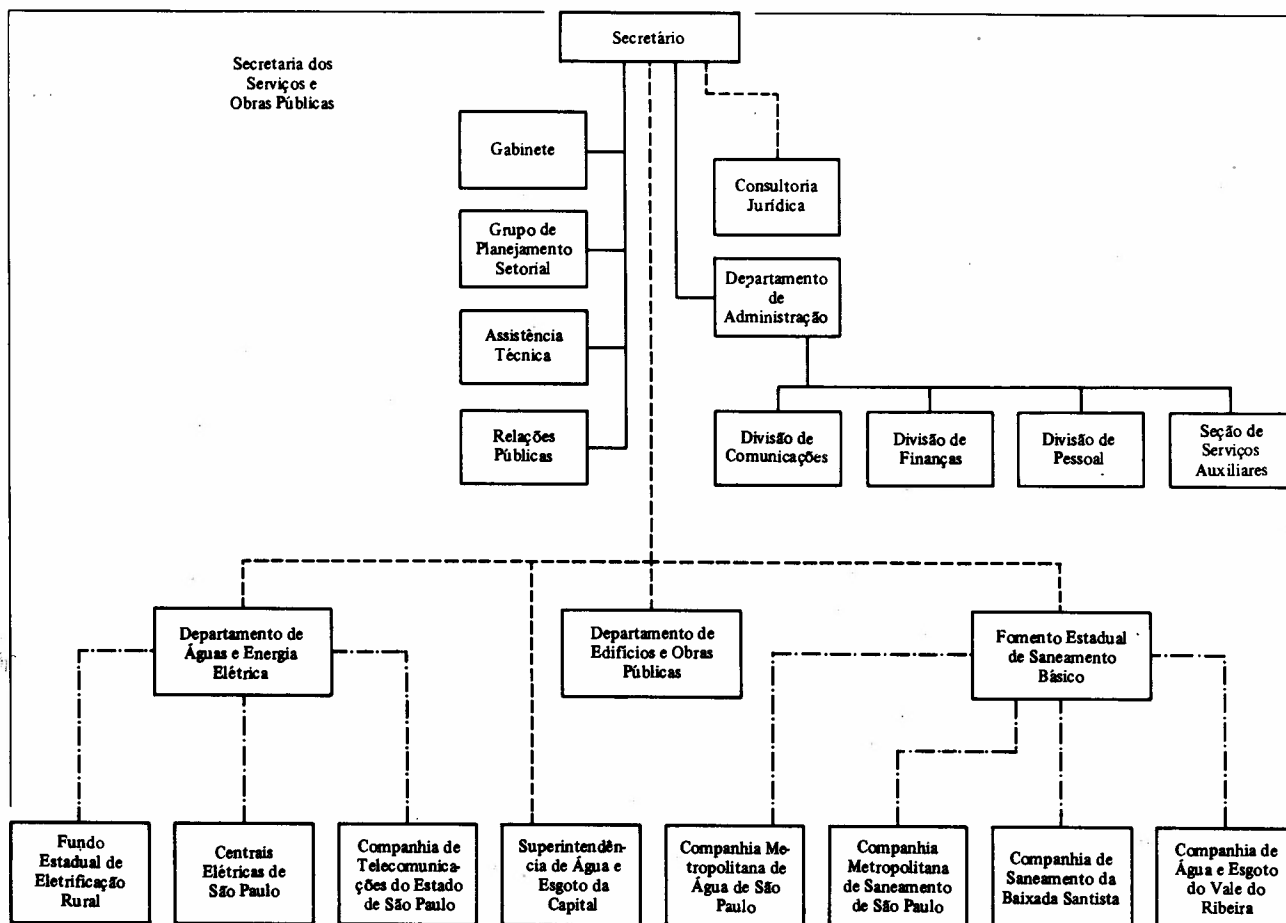 Secretário
Secretaria dos
Serviços e
Obras Públicas
Gabinete
Consultoria
Jurídica
Grupo de
Planejamento
Setorial
Departamento
de
Administração
Assistência
Técnica
Relações
Públicas
Divisão de
Comunicações
Divisão de
Finanças
Divisão de
Pessoal
Seção de
Serviços
Auxiliares
Departamento de
Águas e Energia
Elétrica
Departamento de
Edifícios e Obras
Públicas
Fomento Estadual
de Saneamento
Básico
Fundo
Estadual de
Eletrificação
Rural
Centrais
Elétricas de
São Paulo
Companhia de
Telecomunica-
ções do Estado
de São Paulo
Superintendên-
cia de Água e
Esgoto da
Capital
Companhia Me-
tropolitana de
Água de São
Paulo
Companhia
Metropolitana
de Saneamento
de São Paulo
Companhia de
Saneamento da
Baixada Santista
Companhia de
Água e Esgoto
do Vale do
Ribeira